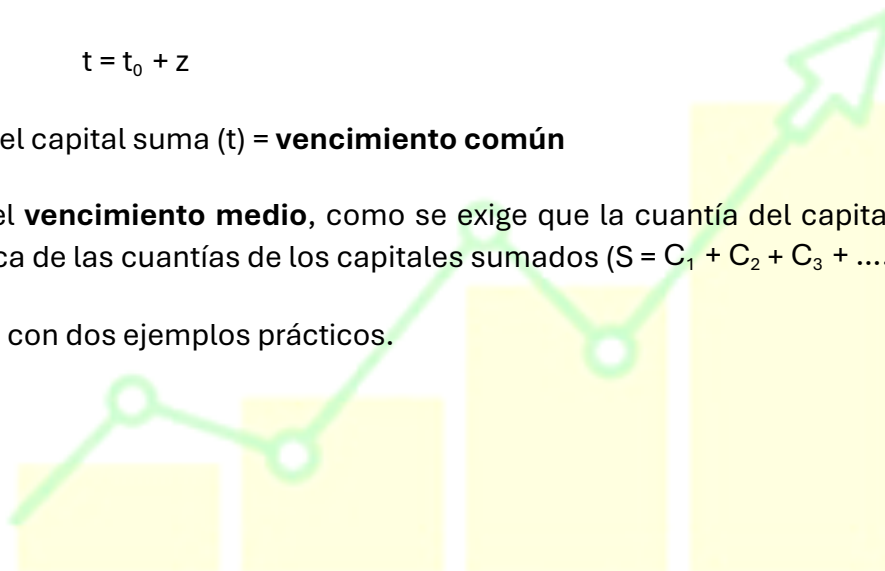 t = t₀ + z
el capital suma (t) = vencimiento común
el vencimiento medio, como se exige que la cuantía del capita
ca de las cuantías de los capitales sumados (S = C₁ + C₂ + C₃ + ....
con dos ejemplos prácticos.